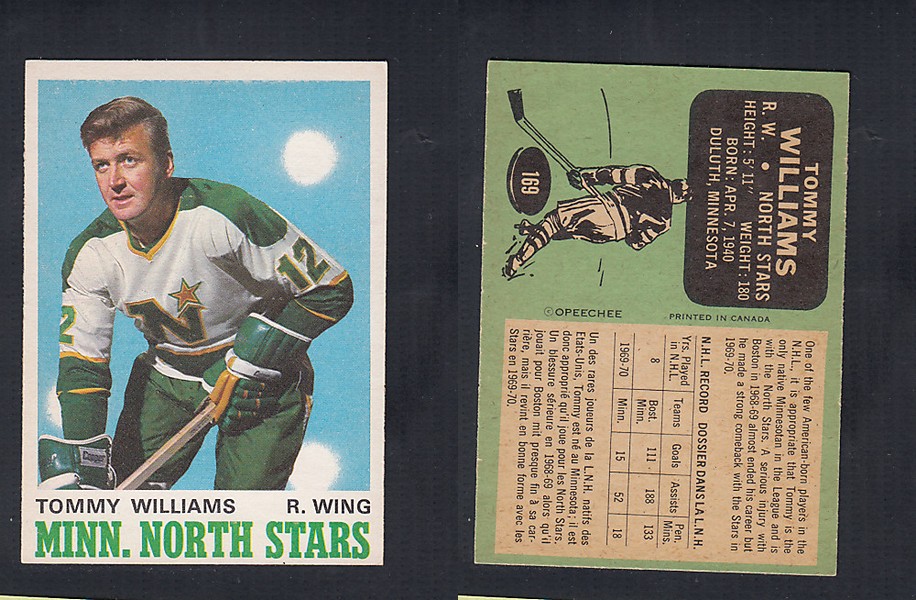 12
2
N
TOMMY WILLIAMS R. WING
MINN. NORTH STARS
TOMMY
WILLIAMS
R. W. • NORTH STARS
HEIGHT: 5' 11" WEIGHT: 180
BORN: APR. 7, 1940
DULUTH, MINNESOTA
169
© OPEECHEE PRINTED IN CANADA
One of the few American-born players in the
N.H.L., it is appropriate that Tommy is the
only native Minnesotan in the League and is
with the North Stars. A serious injury with
Boston in 1968-69 almost ended his career but
he made a strong comeback with the Stars in
1969-70.
N.H.L. RECORD DOSSIER DANS LA L.N.H.
Yrs. Played in N.H.L. Teams Goals Assists Pen. Mins.
8 Bost. 111 188 133
1969-70 Minn. 15 52 18
Un des rares joueurs de la L.N.H. natifs des
Etats-Unis, Tommy est né au Minnesota; il est
donc approprié qu'il joue pour les North Stars.
Un blessure sérieure en 1968-69 alors qu'il
jouait pour Boston mit presque fin à sa car-
rière, mais il revint en bonne forme avec les
Stars en 1969-70.